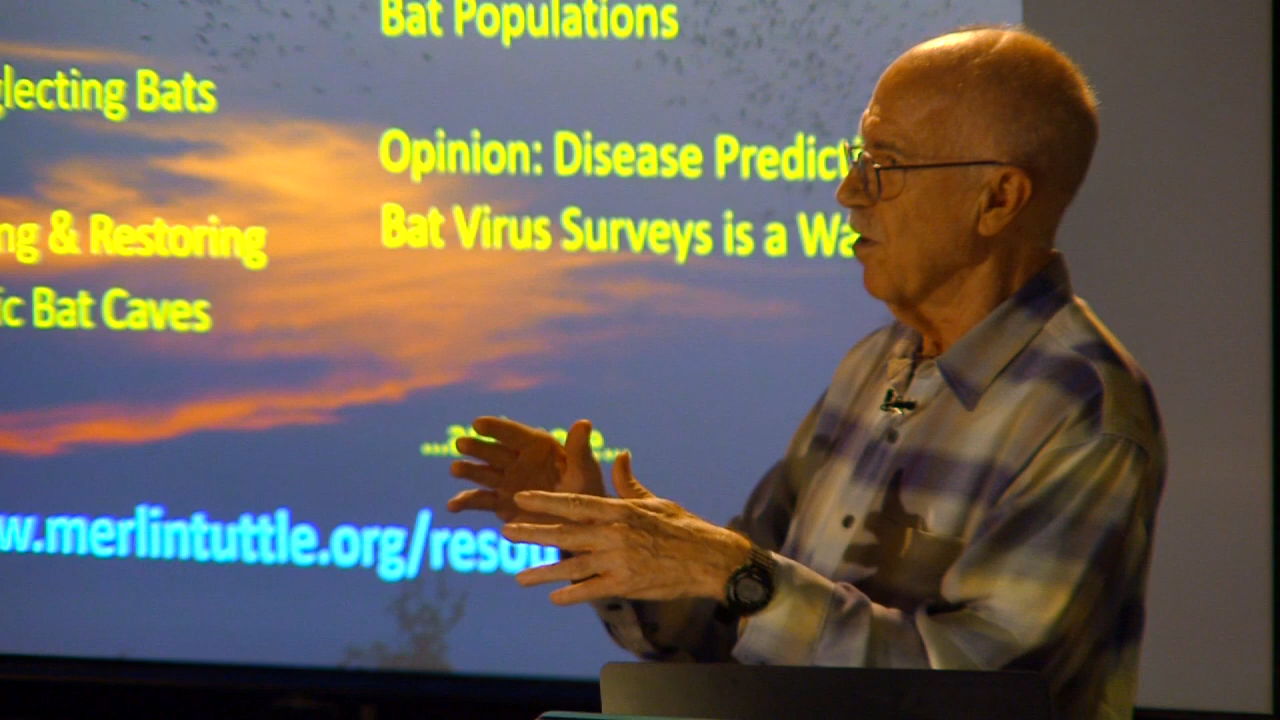 Bat Populations
glecting Bats
Opinion: Disease Predict
ng & Restoring
Bat Virus Surveys is a Wa
ic Bat Caves
w.merlintuttle.org/resou